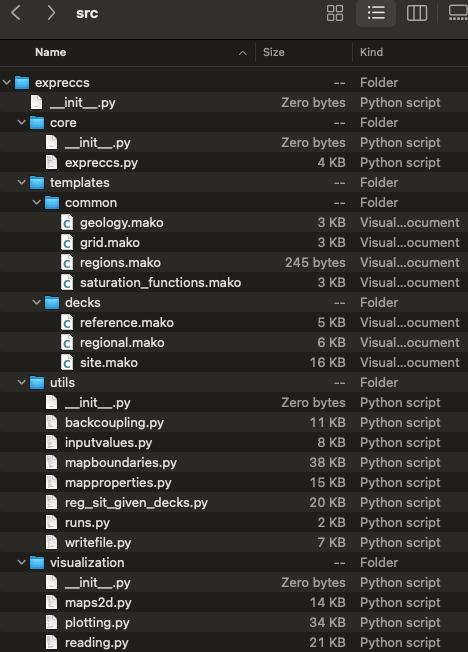 src
Name Size Kind
expreccs -- Folder
__init__.py Zero bytes Python script
core -- Folder
__init__.py Zero bytes Python script
expreccs.py 4 KB Python script
templates -- Folder
common -- Folder
geology.mako 3 KB Visual...ocument
grid.mako 3 KB Visual...ocument
regions.mako 245 bytes Visual...ocument
saturation_functions.mako 3 KB Visual...ocument
decks -- Folder
reference.mako 5 KB Visual...ocument
regional.mako 6 KB Visual...ocument
site.mako 16 KB Visual...ocument
utils -- Folder
__init__.py Zero bytes Python script
backcoupling.py 11 KB Python script
inputvalues.py 8 KB Python script
mapboundaries.py 38 KB Python script
mapproperties.py 15 KB Python script
reg_sit_given_decks.py 20 KB Python script
runs.py 2 KB Python script
writefile.py 7 KB Python script
visualization -- Folder
__init__.py Zero bytes Python script
maps2d.py 14 KB Python script
plotting.py 34 KB Python script
reading.py 21 KB Python script